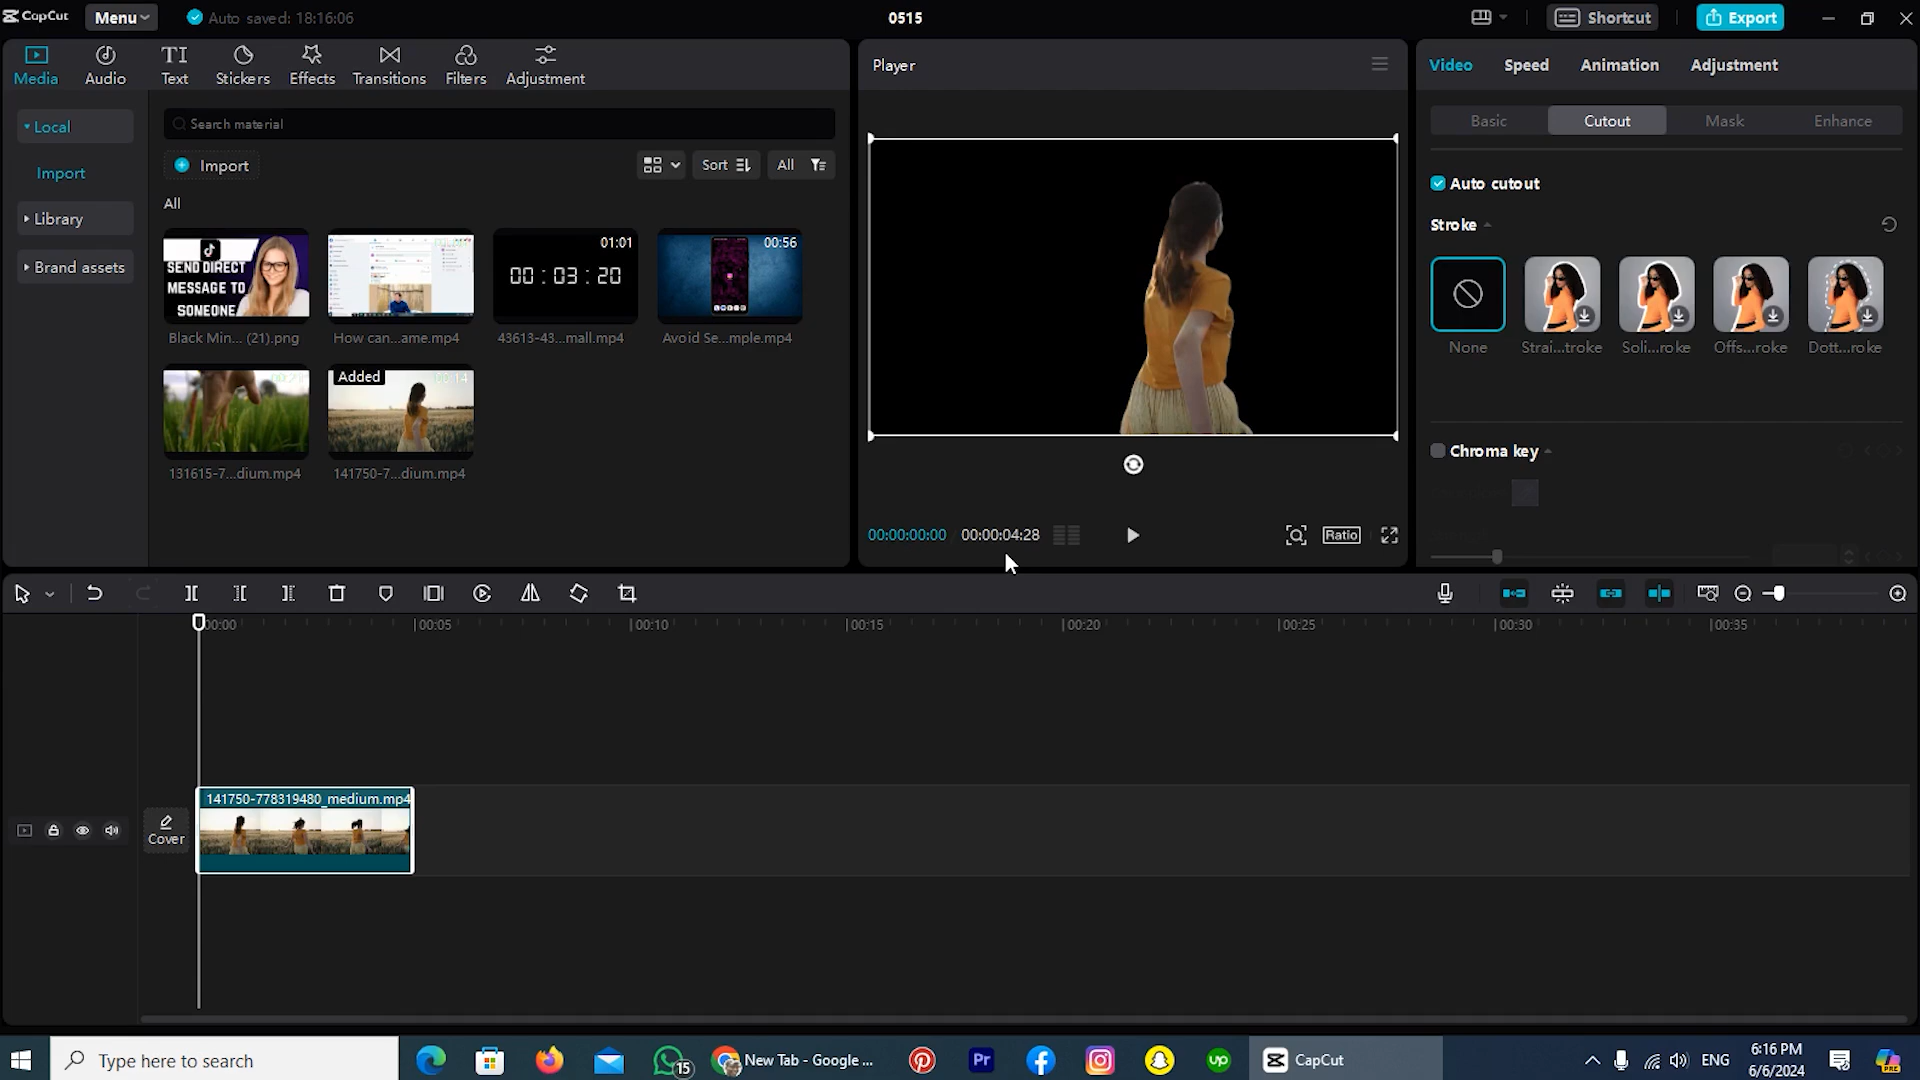 CapCut Menu Auto saved: 18:16:06 0515 Shortcut Export
Media Audio Text Stickers Effects Transitions Filters Adjustment
Local
Import
Library
Brand assets
Search material
Import Sort All
All
SEND DIRECT
MESSAGE TO
SOMEONE
Black Min... (21).png
How can...ame.mp4
01:01
00 : 03 : 20
43613-43...mall.mp4
00:56
Avoid Se...mple.mp4
131615-7...dium.mp4
Added 00:14
141750-7...dium.mp4
Player
00:00:00:00 00:00:04:28
Ratio
Video Speed Animation Adjustment
Basic Cutout Mask Enhance
Auto cutout
Stroke
None Strai...troke Soli...roke Offs...roke Dott...roke
Chroma key
00:00 00:05 00:10 00:15 00:20 00:25 00:30 00:35
141750-778319480_medium.mp4
Cover
Type here to search
15
New Tab - Google ...
Pr
up
CapCut
ENG
6:16 PM
6/6/2024
PRE